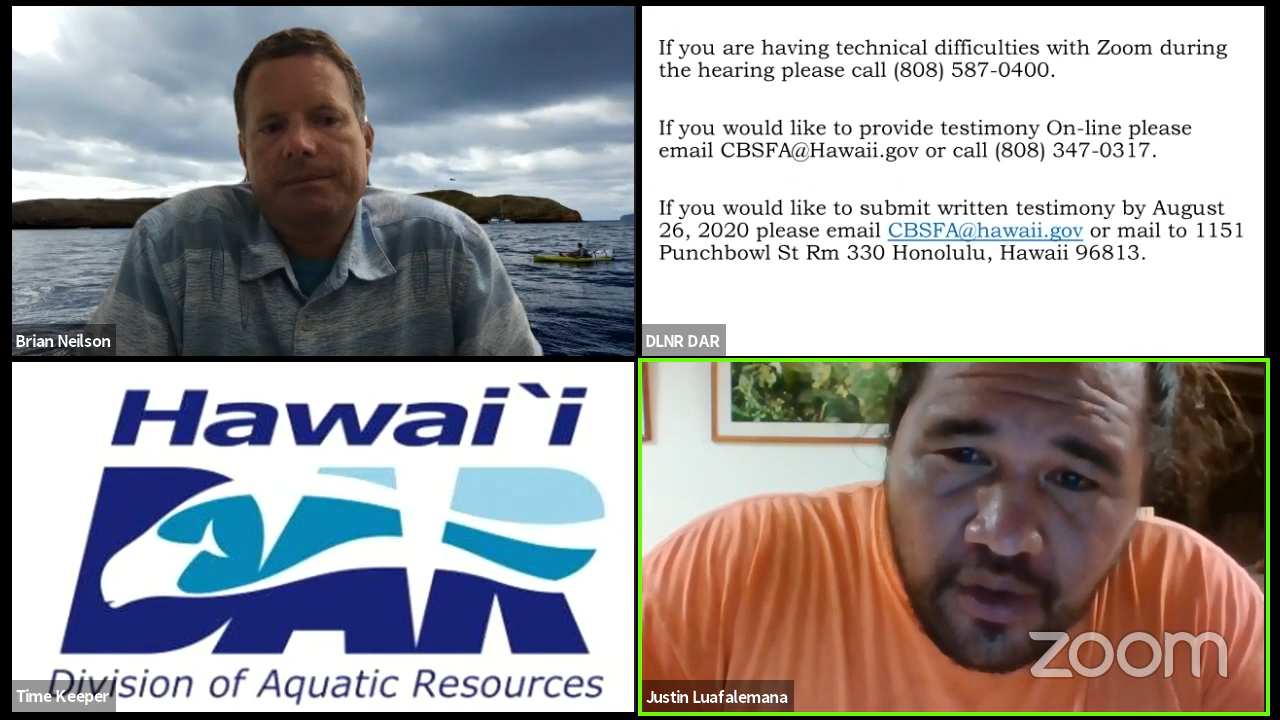 If you are having technical difficulties with Zoom during
the hearing please call (808) 587-0400.
If you would like to provide testimony On-line please
email CBSFA@Hawaii.gov or call (808) 347-0317.
If you would like to submit written testimony by August
26, 2020 please email CBSFA@hawaii.gov or mail to 1151
Punchbowl St Rm 330 Honolulu, Hawaii 96813.
Brian Neilson
DLNR DAR
Hawai`i
DAR
Division of Aquatic Resources
Time Keeper
Justin Luafalemana
zoom